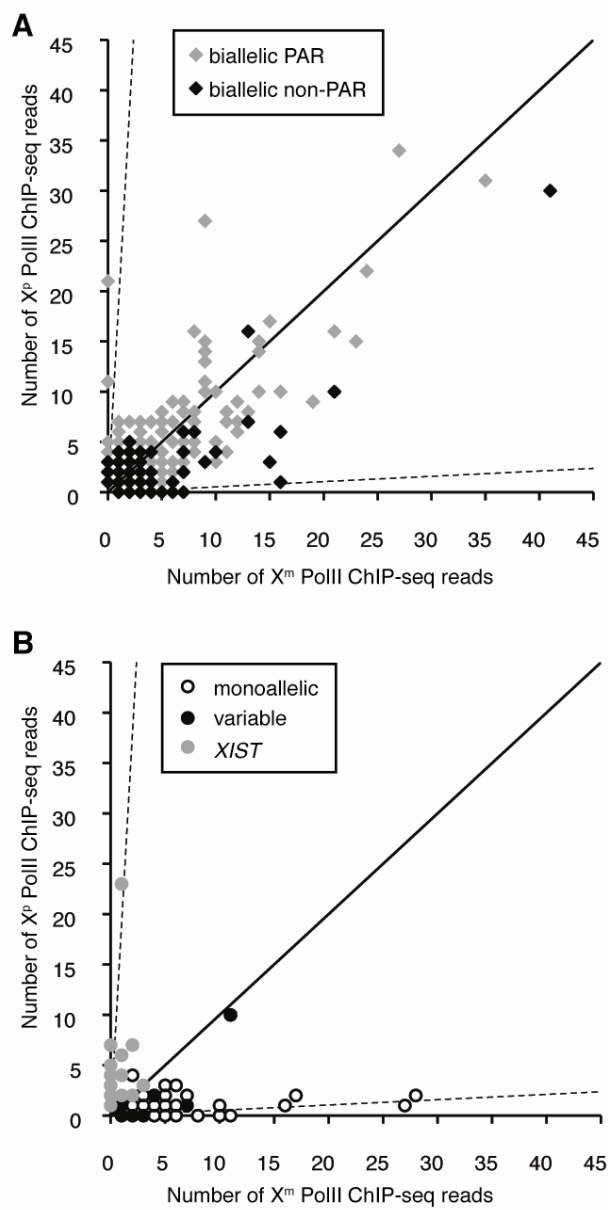 A
45
40
35
30
25
20
15
10
5
0
Number of Xᵖ PolII ChIP-seq reads
biallelic PAR
biallelic non-PAR
0 5 10 15 20 25 30 35 40 45
Number of Xᵐ PolII ChIP-seq reads
B
45
40
35
30
25
20
15
10
5
0
Number of Xᵖ PolII ChIP-seq reads
monoallelic
variable
XIST
0 5 10 15 20 25 30 35 40 45
Number of Xᵐ PolII ChIP-seq reads